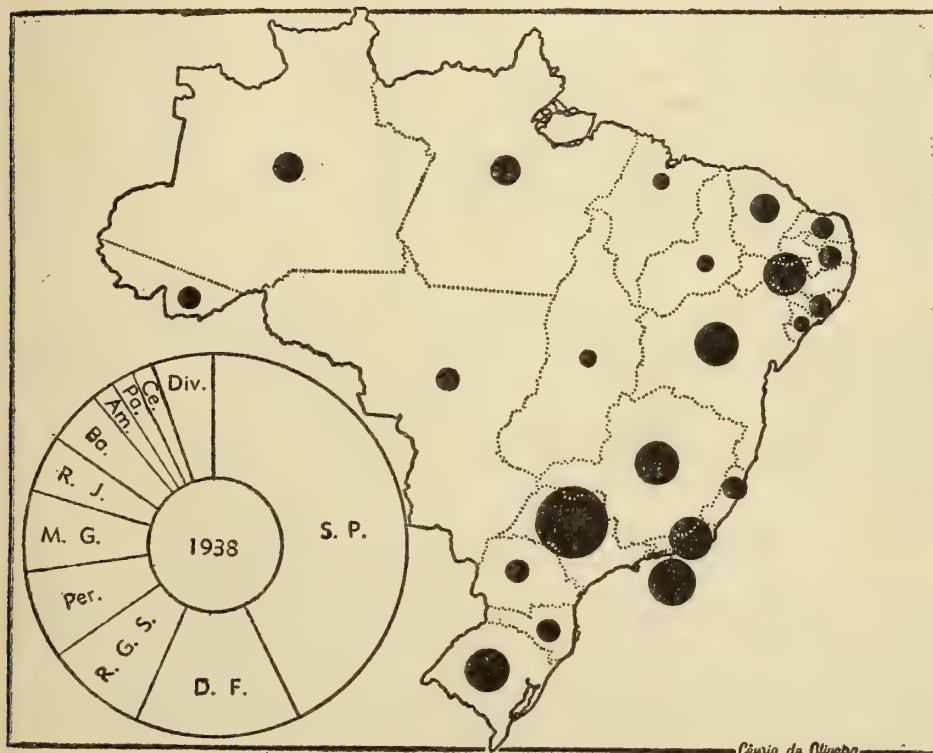 Div.
Ce.
Pa.
Am.
Ba.
R. J.
M. G.
per.
R. G. S.
D. F.
S. P.
1938